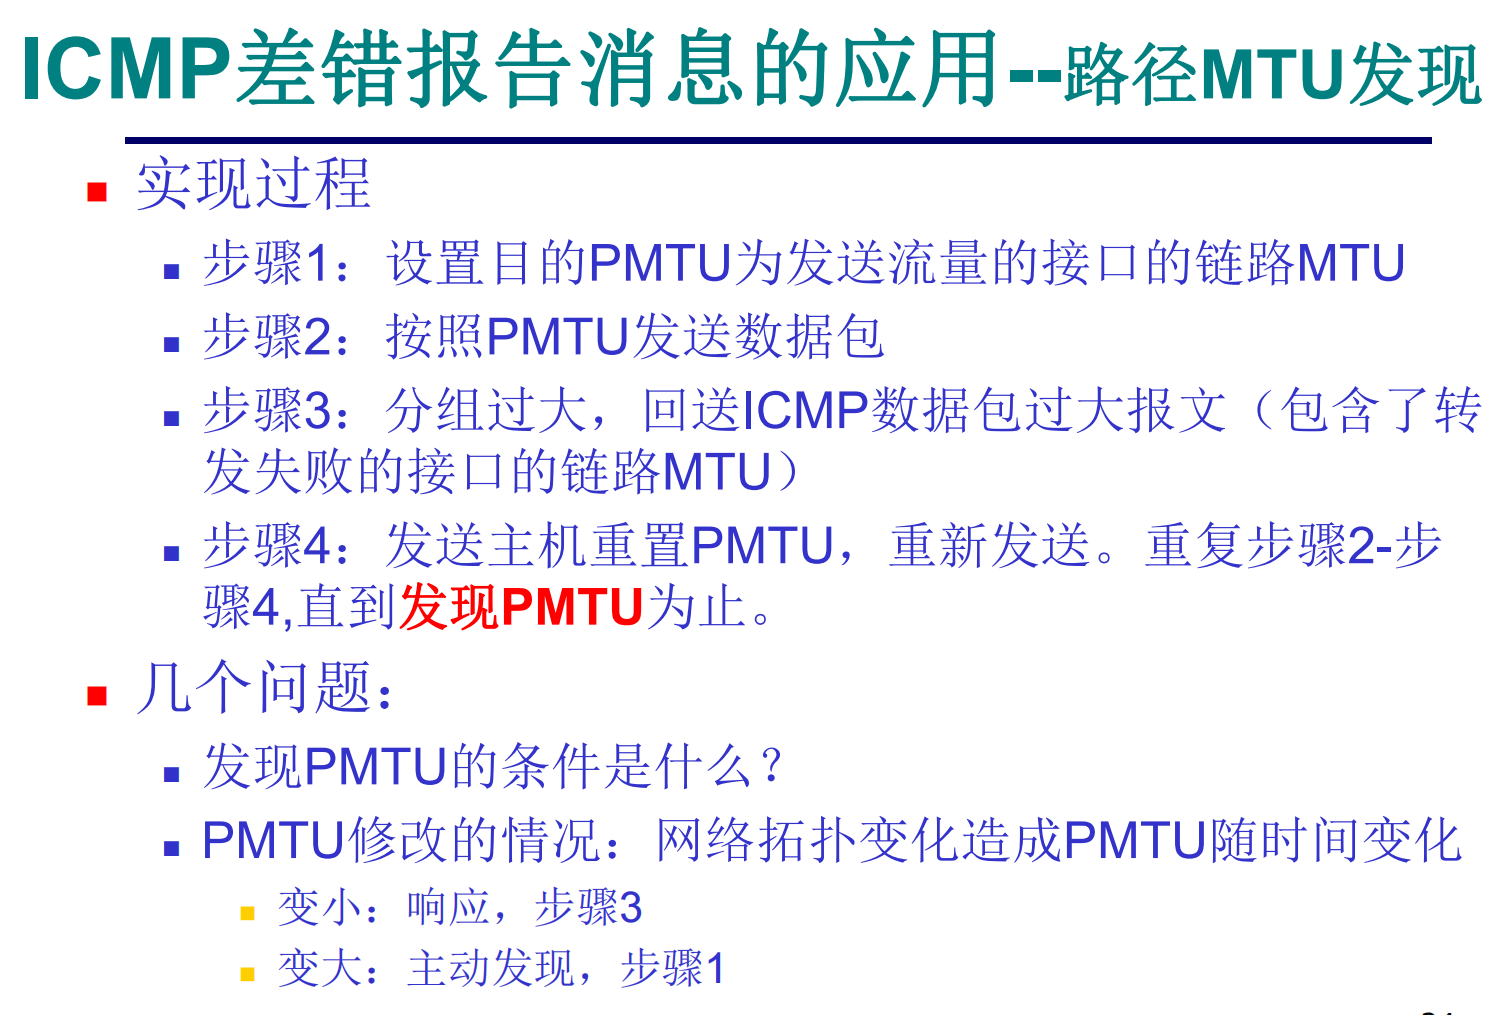 ICMP差错报告消息的应用--路径MTU发现
实现过程
步骤1：设置目的PMTU为发送流量的接口的链路MTU
步骤2：按照PMTU发送数据包
步骤3：分组过大，回送ICMP数据包过大报文（包含了转
发失败的接口的链路MTU）
步骤4：发送主机重置PMTU，重新发送。重复步骤2-步
骤4,直到发现PMTU为止。
几个问题：
发现PMTU的条件是什么？
PMTU修改的情况：网络拓扑变化造成PMTU随时间变化
变小：响应，步骤3
变大：主动发现，步骤1